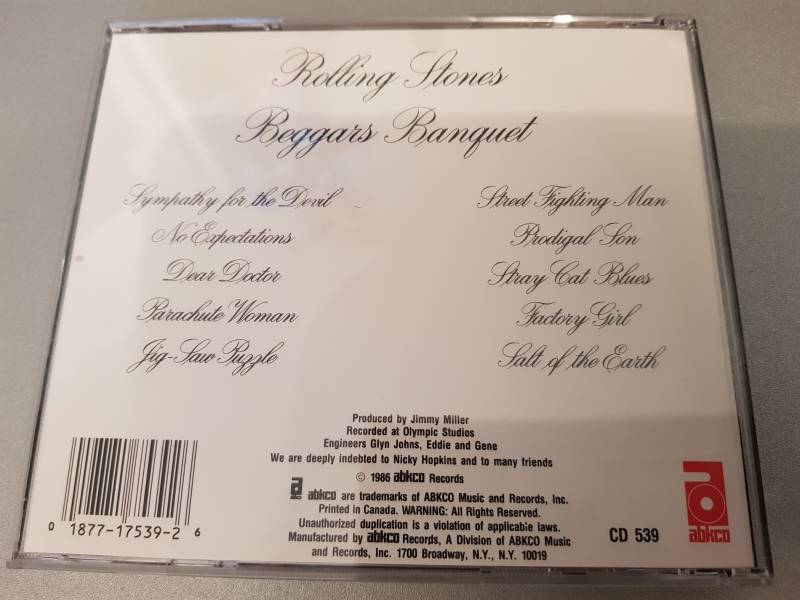 Rolling Stones
Beggars Banquet
Sympathy for the Devil
No Expectations
Dear Doctor
Parachute Woman
Jig-Saw Puzzle
Street Fighting Man
Prodigal Son
Stray Cat Blues
Factory Girl
Salt of the Earth
Produced by Jimmy Miller
Recorded at Olympic Studios
Engineers Glyn Johns, Eddie and Gene
We are deeply indebted to Nicky Hopkins and to many friends
© 1986 abkco Records
abkco are trademarks of ABKCO Music and Records, Inc.
Printed in Canada. WARNING: All Rights Reserved.
Unauthorized duplication is a violation of applicable laws.
Manufactured by abkco Records, A Division of ABKCO Music
and Records, Inc. 1700 Broadway, N.Y., N.Y. 10019
0 1877-17539-2 6
CD 539
abkco